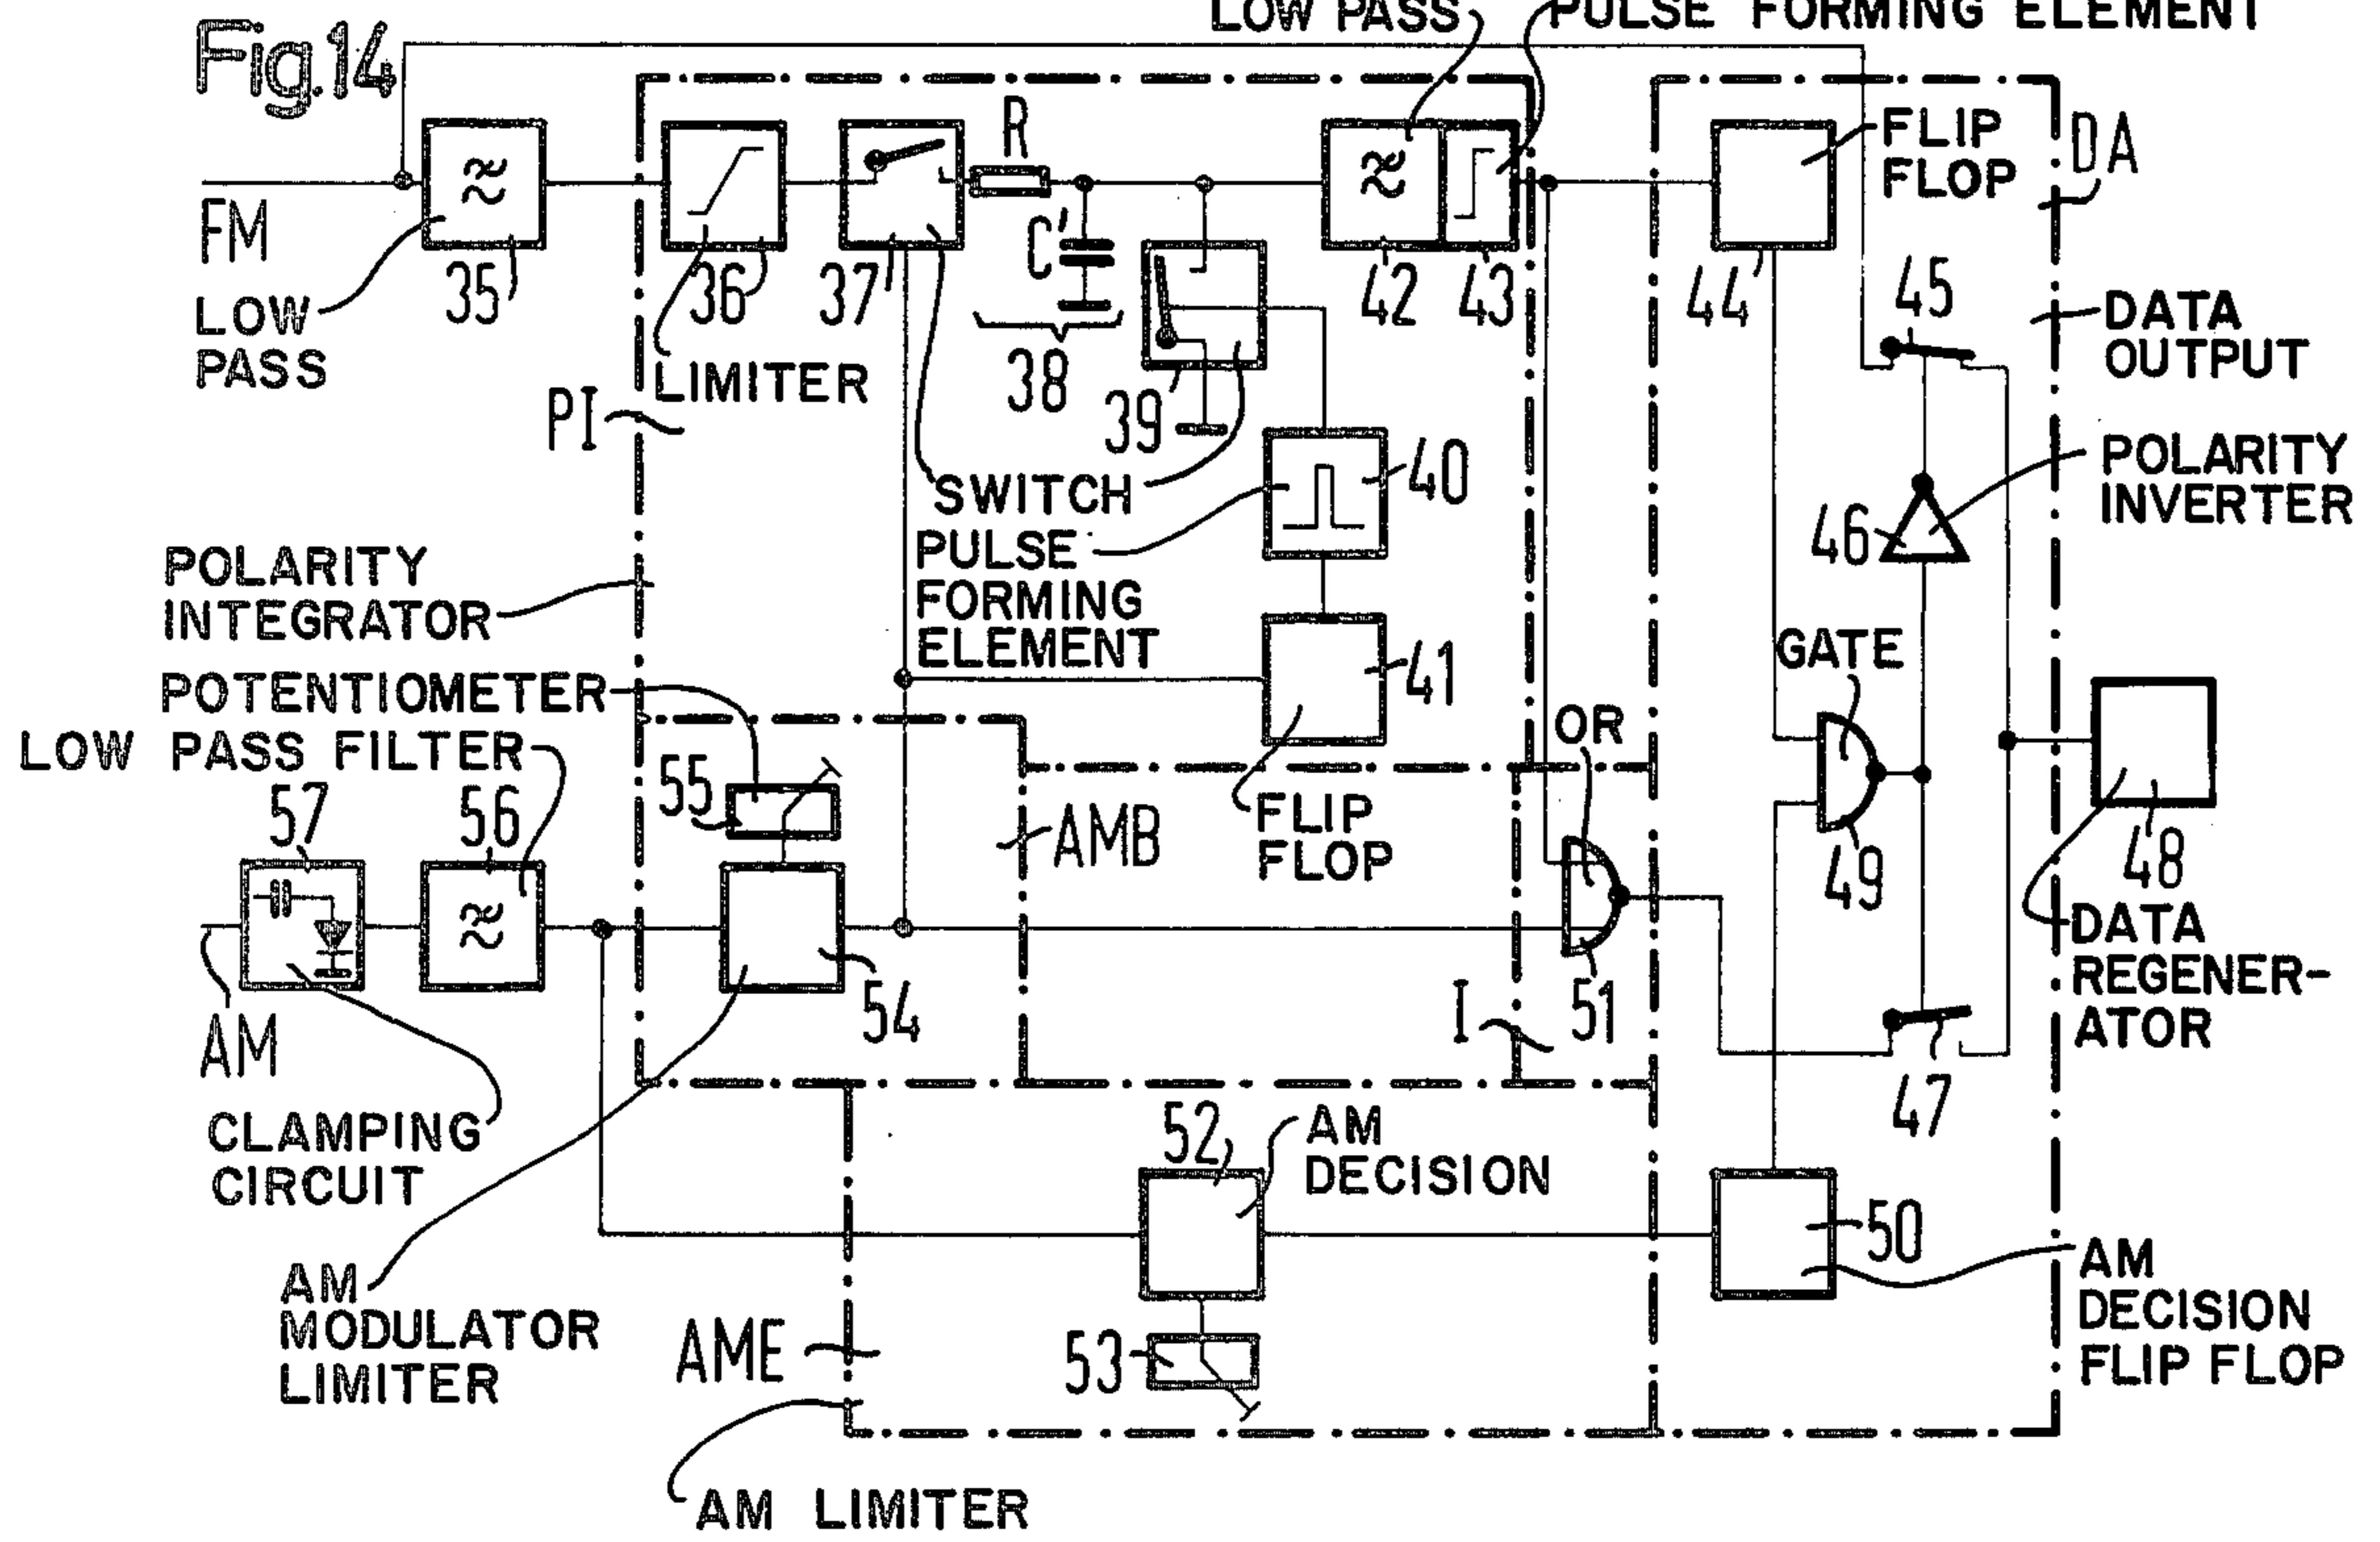 Fig.14
LOW PASS
PULSE FORMING ELEMENT
FM
LOW
PASS
35
36
LIMITER
37
R
C'
38
39
SWITCH
42
43
44
FLIP
FLOP
DA
45
DATA
OUTPUT
PI
40
PULSE
FORMING
ELEMENT
POLARITY
INVERTER
46
POLARITY
INTEGRATOR
41
FLIP
FLOP
GATE
49
POTENTIOMETER
LOW PASS FILTER
57
56
55
AMB
OR
51
I
48
DATA
REGENER-
ATOR
AM
54
47
CLAMPING
CIRCUIT
52
AM
DECISION
50
AM
DECISION
FLIP FLOP
AM
MODULATOR
LIMITER
AME
53
AM LIMITER